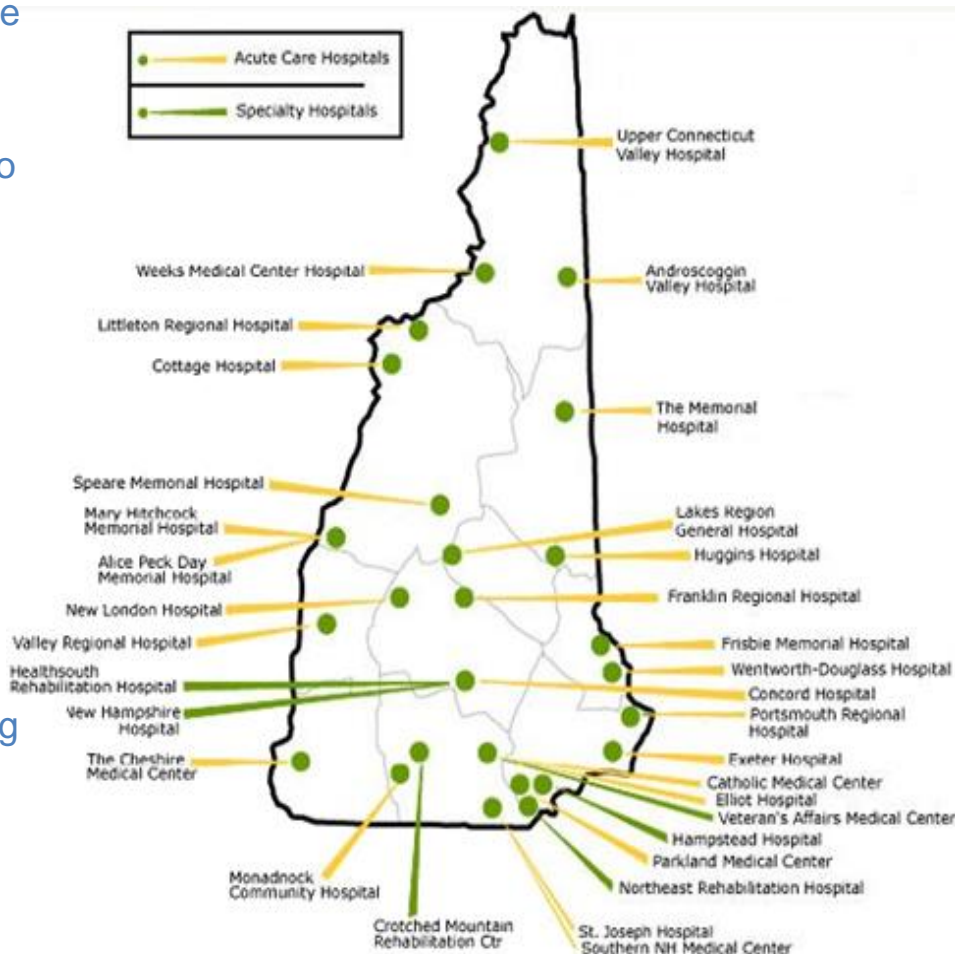 e
Acute Care Hospitals
Specialty Hospitals
Upper Connecticut
Valley Hospital
o
Weeks Medical Center Hospital
Androscoggin
Valley Hospital
Littleton Regional Hospital
Cottage Hospital
The Memorial
Hospital
Speare Memonal Hospital
Mary Hitchcock
Memorial Hospital
Alice Peck Day
Memorial Hospital
Lakes Region
General Hospital
Huggins Hospital
New London Hospital
Franklin Regional Hospital
Valley Regional Hospital
Frisbie Memorial Hospital
Healthsouth
Rehabilitation Hospital
Wentworth-Douglass Hospital
Concord Hospital
New Hampshire
Hospital
Portsmouth Regional
Hospital
g
The Cheshire
Medical Center
Exeter Hospital
Catholic Medical Center
Elliot Hospital
Veteran's Affairs Medical Center
Hampstead Hospital
Parkland Medical Center
Monadnock
Community Hospital
Northeast Rehabilitation Hospital
Crotched Mountain
Rehabilitation Ctr
St. Joseph Hospital
Southern NH Medical Center